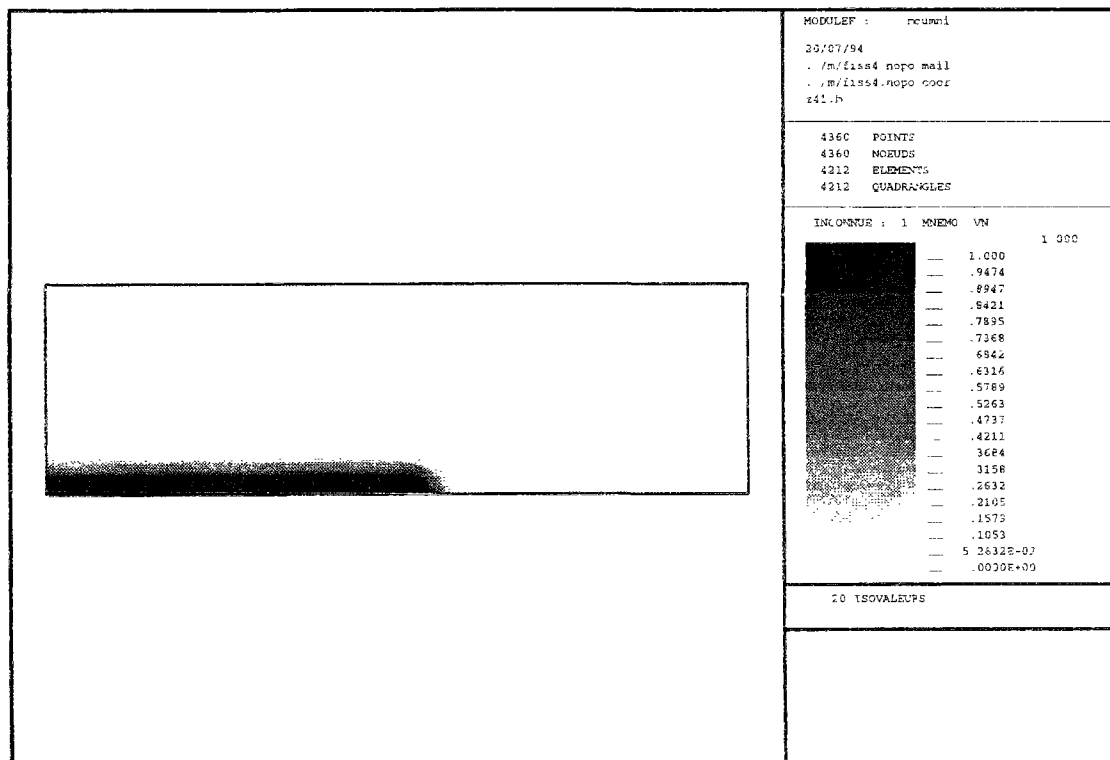 MODULEF :
20/07/94
. /m/fiss4 nopo mail
. /m/fiss4.nopo coor
z41.b
4360 POINTS
4360 NOEUDS
4212 ELEMENTS
4212 QUADRANGLES
INCONNUE : 1 MNEMO VN
1 000
1.000
.9474
.8947
.8421
.7895
.7368
6842
.6316
.5789
.5263
.4737
.4211
3684
3158
.2632
.2105
.1579
.1053
5 2632E-02
.0000E+00
20 ISOVALEURS